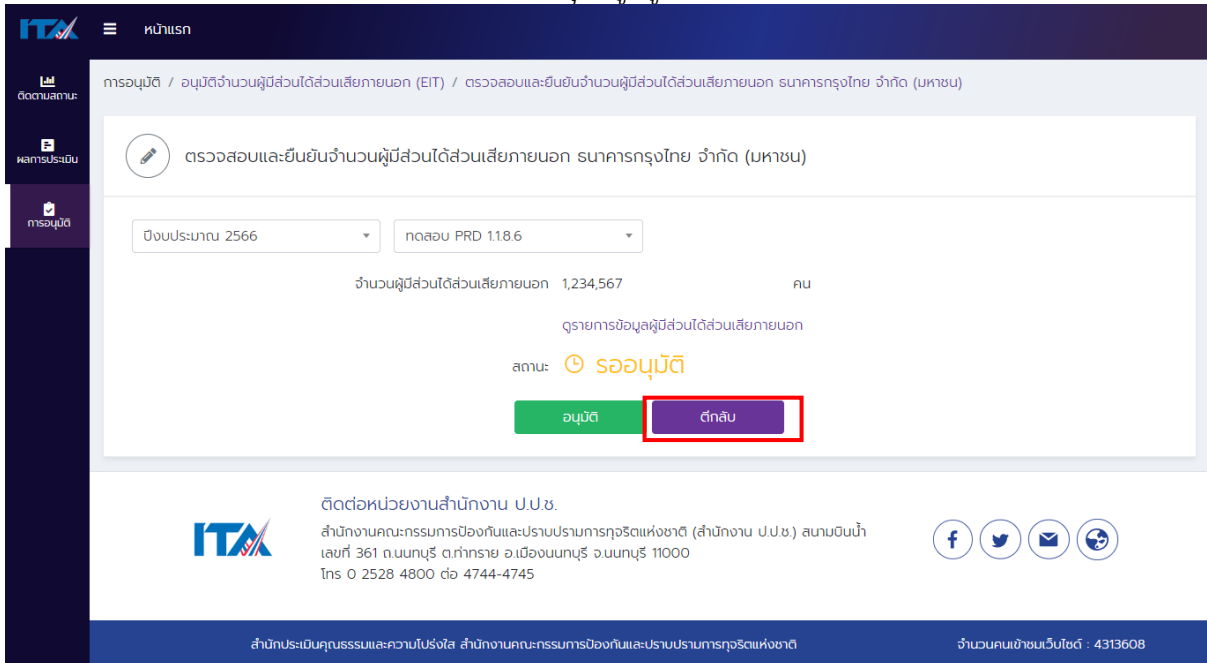 ITA
หน้าแรก
ติดตามสถานะ
ผลการประเมิน
การอนุมัติ
การอนุมัติ / อนุมัติจำนวนผู้มีส่วนได้ส่วนเสียภายนอก (EIT) / ตรวจสอบและยืนยันจำนวนผู้มีส่วนได้ส่วนเสียภายนอก ธนาคารกรุงไทย จำกัด (มหาชน)
ตรวจสอบและยืนยันจำนวนผู้มีส่วนได้ส่วนเสียภายนอก ธนาคารกรุงไทย จำกัด (มหาชน)
ปีงบประมาณ 2566
ทดสอบ PRD 1.1.8.6
จำนวนผู้มีส่วนได้ส่วนเสียภายนอก 1,234,567 คน
ดูรายการข้อมูลผู้มีส่วนได้ส่วนเสียภายนอก
สถานะ รออนุมัติ
อนุมัติ ตีกลับ
ITA
ติดต่อหน่วยงานสำนักงาน ป.ป.ช.
สำนักงานคณะกรรมการป้องกันและปราบปรามการทุจริตแห่งชาติ (สำนักงาน ป.ป.ช.) สนามบินน้ำ
เลขที่ 361 ถ.นนทบุรี ต.ท่าทราย อ.เมืองนนทบุรี จ.นนทบุรี 11000
โทร 0 2528 4800 ต่อ 4744-4745
สำนักประเมินคุณธรรมและความโปร่งใส สำนักงานคณะกรรมการป้องกันและปราบปรามการทุจริตแห่งชาติ
จำนวนคนเข้าชมเว็บไซต์ : 4313608